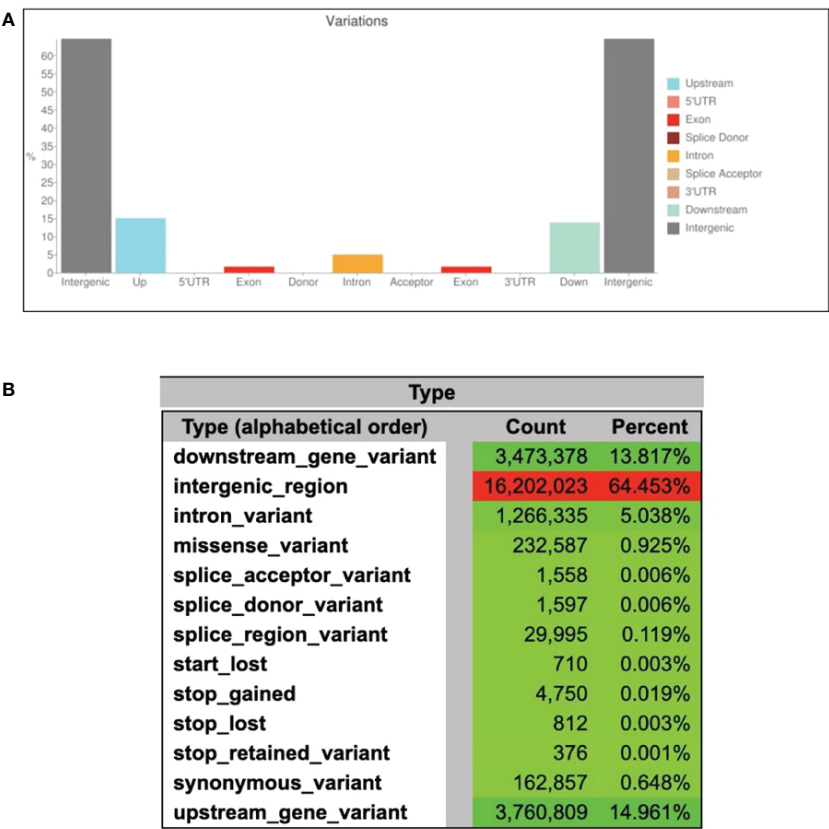 A
Variations
60
55
50
45
40
35
30
25
20
15
10
5
0
%
Intergenic Up 5'UTR Exon Donor Intron Acceptor Exon 3'UTR Down Intergenic
Upstream
5'UTR
Exon
Splice Donor
Intron
Splice Acceptor
3'UTR
Downstream
Intergenic
B
Type
Type (alphabetical order) Count Percent
downstream_gene_variant 3,473,378 13.817%
intergenic_region 16,202,023 64.453%
intron_variant 1,266,335 5.038%
missense_variant 232,587 0.925%
splice_acceptor_variant 1,558 0.006%
splice_donor_variant 1,597 0.006%
splice_region_variant 29,995 0.119%
start_lost 710 0.003%
stop_gained 4,750 0.019%
stop_lost 812 0.003%
stop_retained_variant 376 0.001%
synonymous_variant 162,857 0.648%
upstream_gene_variant 3,760,809 14.961%